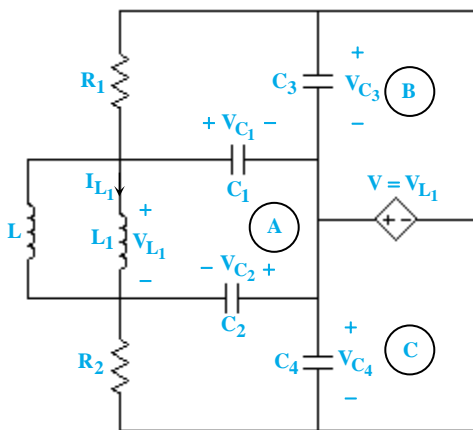 R1
C3
+
VC3
−
B
+ VC1 −
C1
IL1
L
L1
+
VL1
−
A
V = VL1
+ −
− VC2 +
C2
R2
C4
+
VC4
−
C